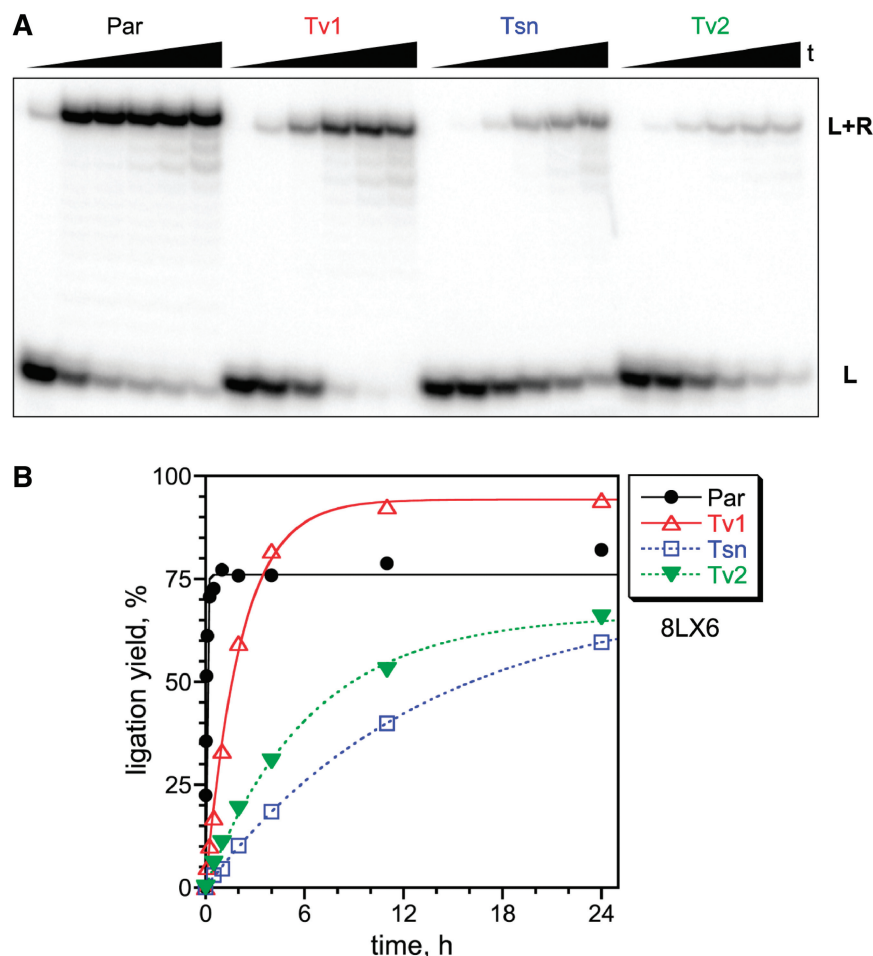 A
Par Tv1 Tsn Tv2
t
L+R
L
B
100
75
50
25
0
ligation yield, %
0 6 12 18 24
time, h
Par
Tv1
Tsn
Tv2
8LX6